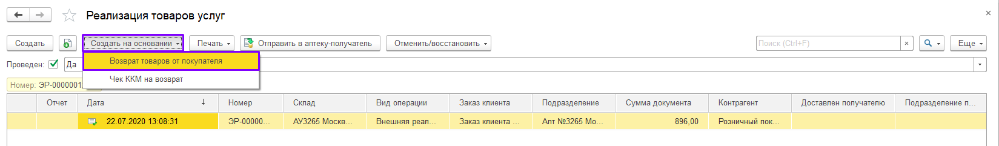 Реализация товаров услуг
Создать Создать на основании Печать Отправить в аптеку-получатель Отменить/восстановить Поиск (Ctrl+F) × Еще
Возврат товаров от покупателя
Проведен: Да
Чек ККМ на возврат
Номер: ЭР-0000001
Отчет Дата ↓ Номер Склад Вид операции Заказ клиента Подразделение Сумма документа Контрагент Доставлен получателю Подразделение п...
22.07.2020 13:08:31 ЭР-00000... АУ3265 Москв... Внешняя реал... Заказ клиента ... Апт №3265 Мо... 896,00 Розничный пок...